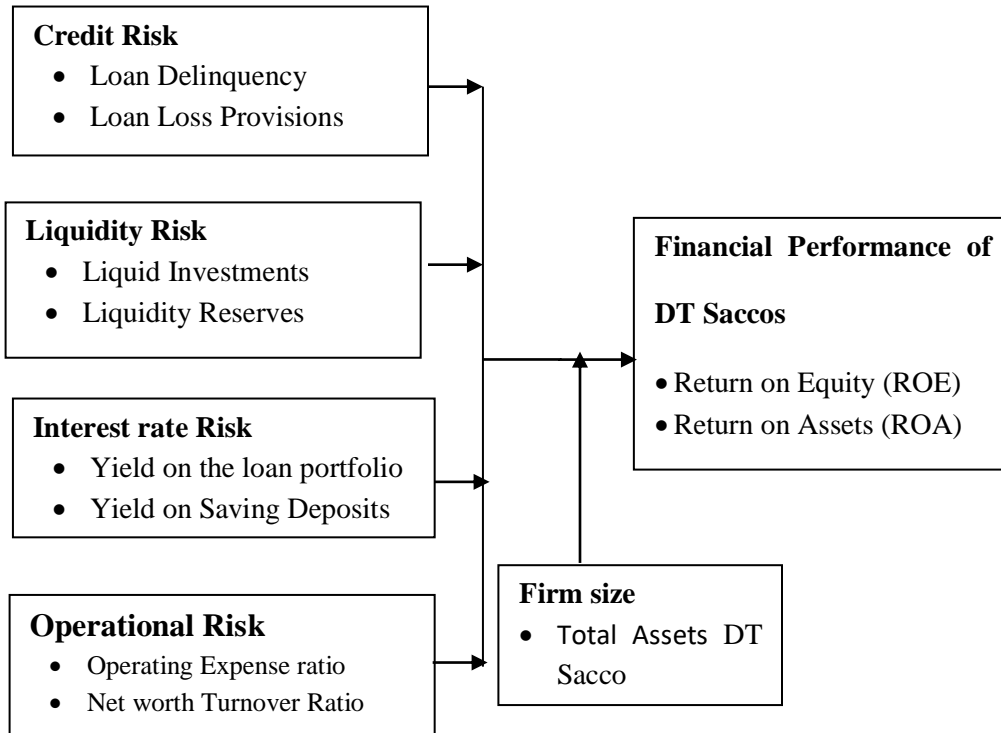 Credit Risk
• Loan Delinquency
• Loan Loss Provisions
Liquidity Risk
• Liquid Investments
• Liquidity Reserves
Interest rate Risk
• Yield on the loan portfolio
• Yield on Saving Deposits
Operational Risk
• Operating Expense ratio
• Net worth Turnover Ratio
Firm size
• Total Assets DT
Sacco
Financial Performance of
DT Saccos
• Return on Equity (ROE)
• Return on Assets (ROA)